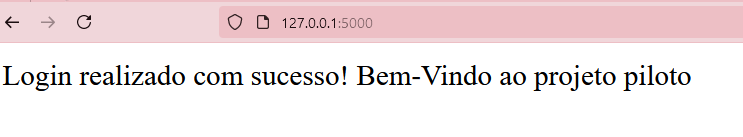 127.0.0.1:5000
Login realizado com sucesso! Bem-Vindo ao projeto piloto